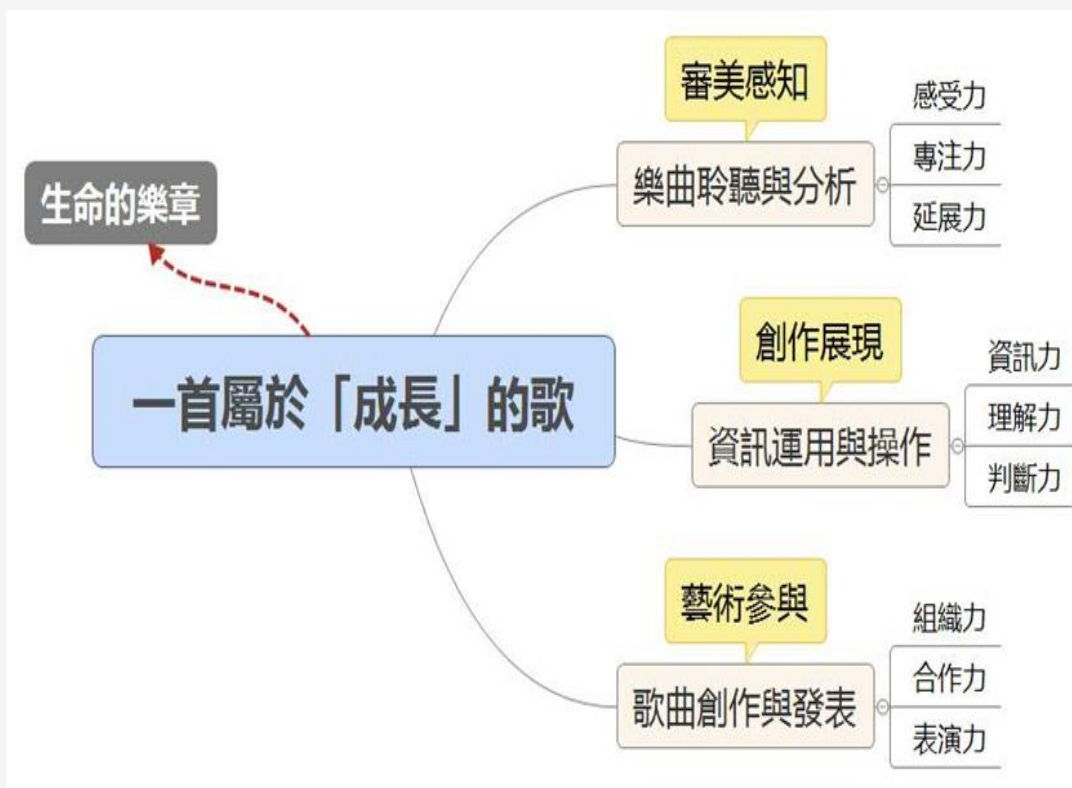 生命的樂章
一首屬於「成長」的歌
審美感知
樂曲聆聽與分析
感受力
專注力
延展力
創作展現
資訊運用與操作
資訊力
理解力
判斷力
藝術參與
歌曲創作與發表
組織力
合作力
表演力